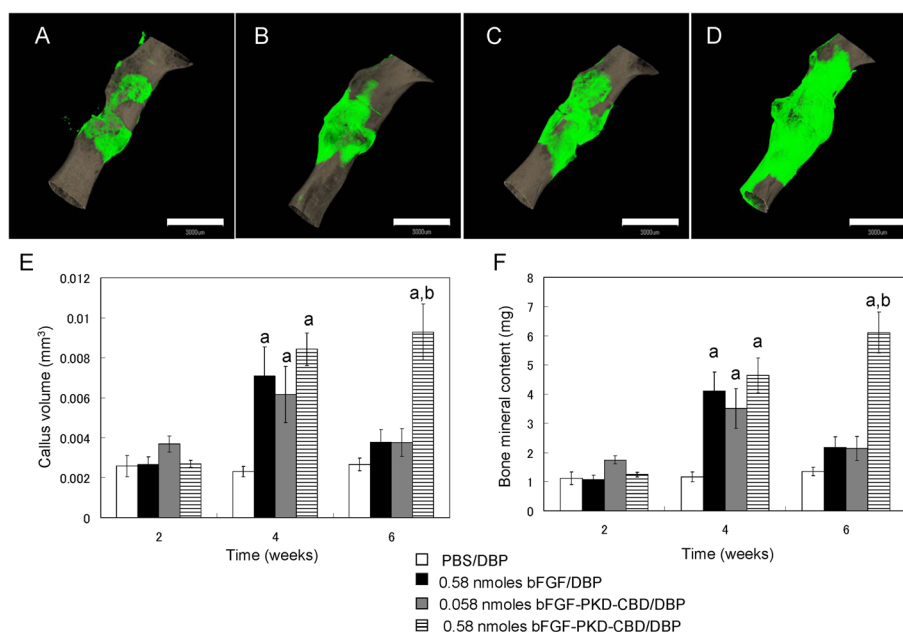 A
B
C
D
3000um
3000um
3000um
3000um
E
F
0.012
0.01
0.008
0.006
0.004
0.002
0
Callus volume (mm³)
a
a
a
a,b
2
4
6
Time (weeks)
8
7
6
5
4
3
2
1
0
Bone mineral content (mg)
a
a
a
a,b
2
4
6
Time (weeks)
PBS/DBP
0.58 nmoles bFGF/DBP
0.058 nmoles bFGF-PKD-CBD/DBP
0.58 nmoles bFGF-PKD-CBD/DBP